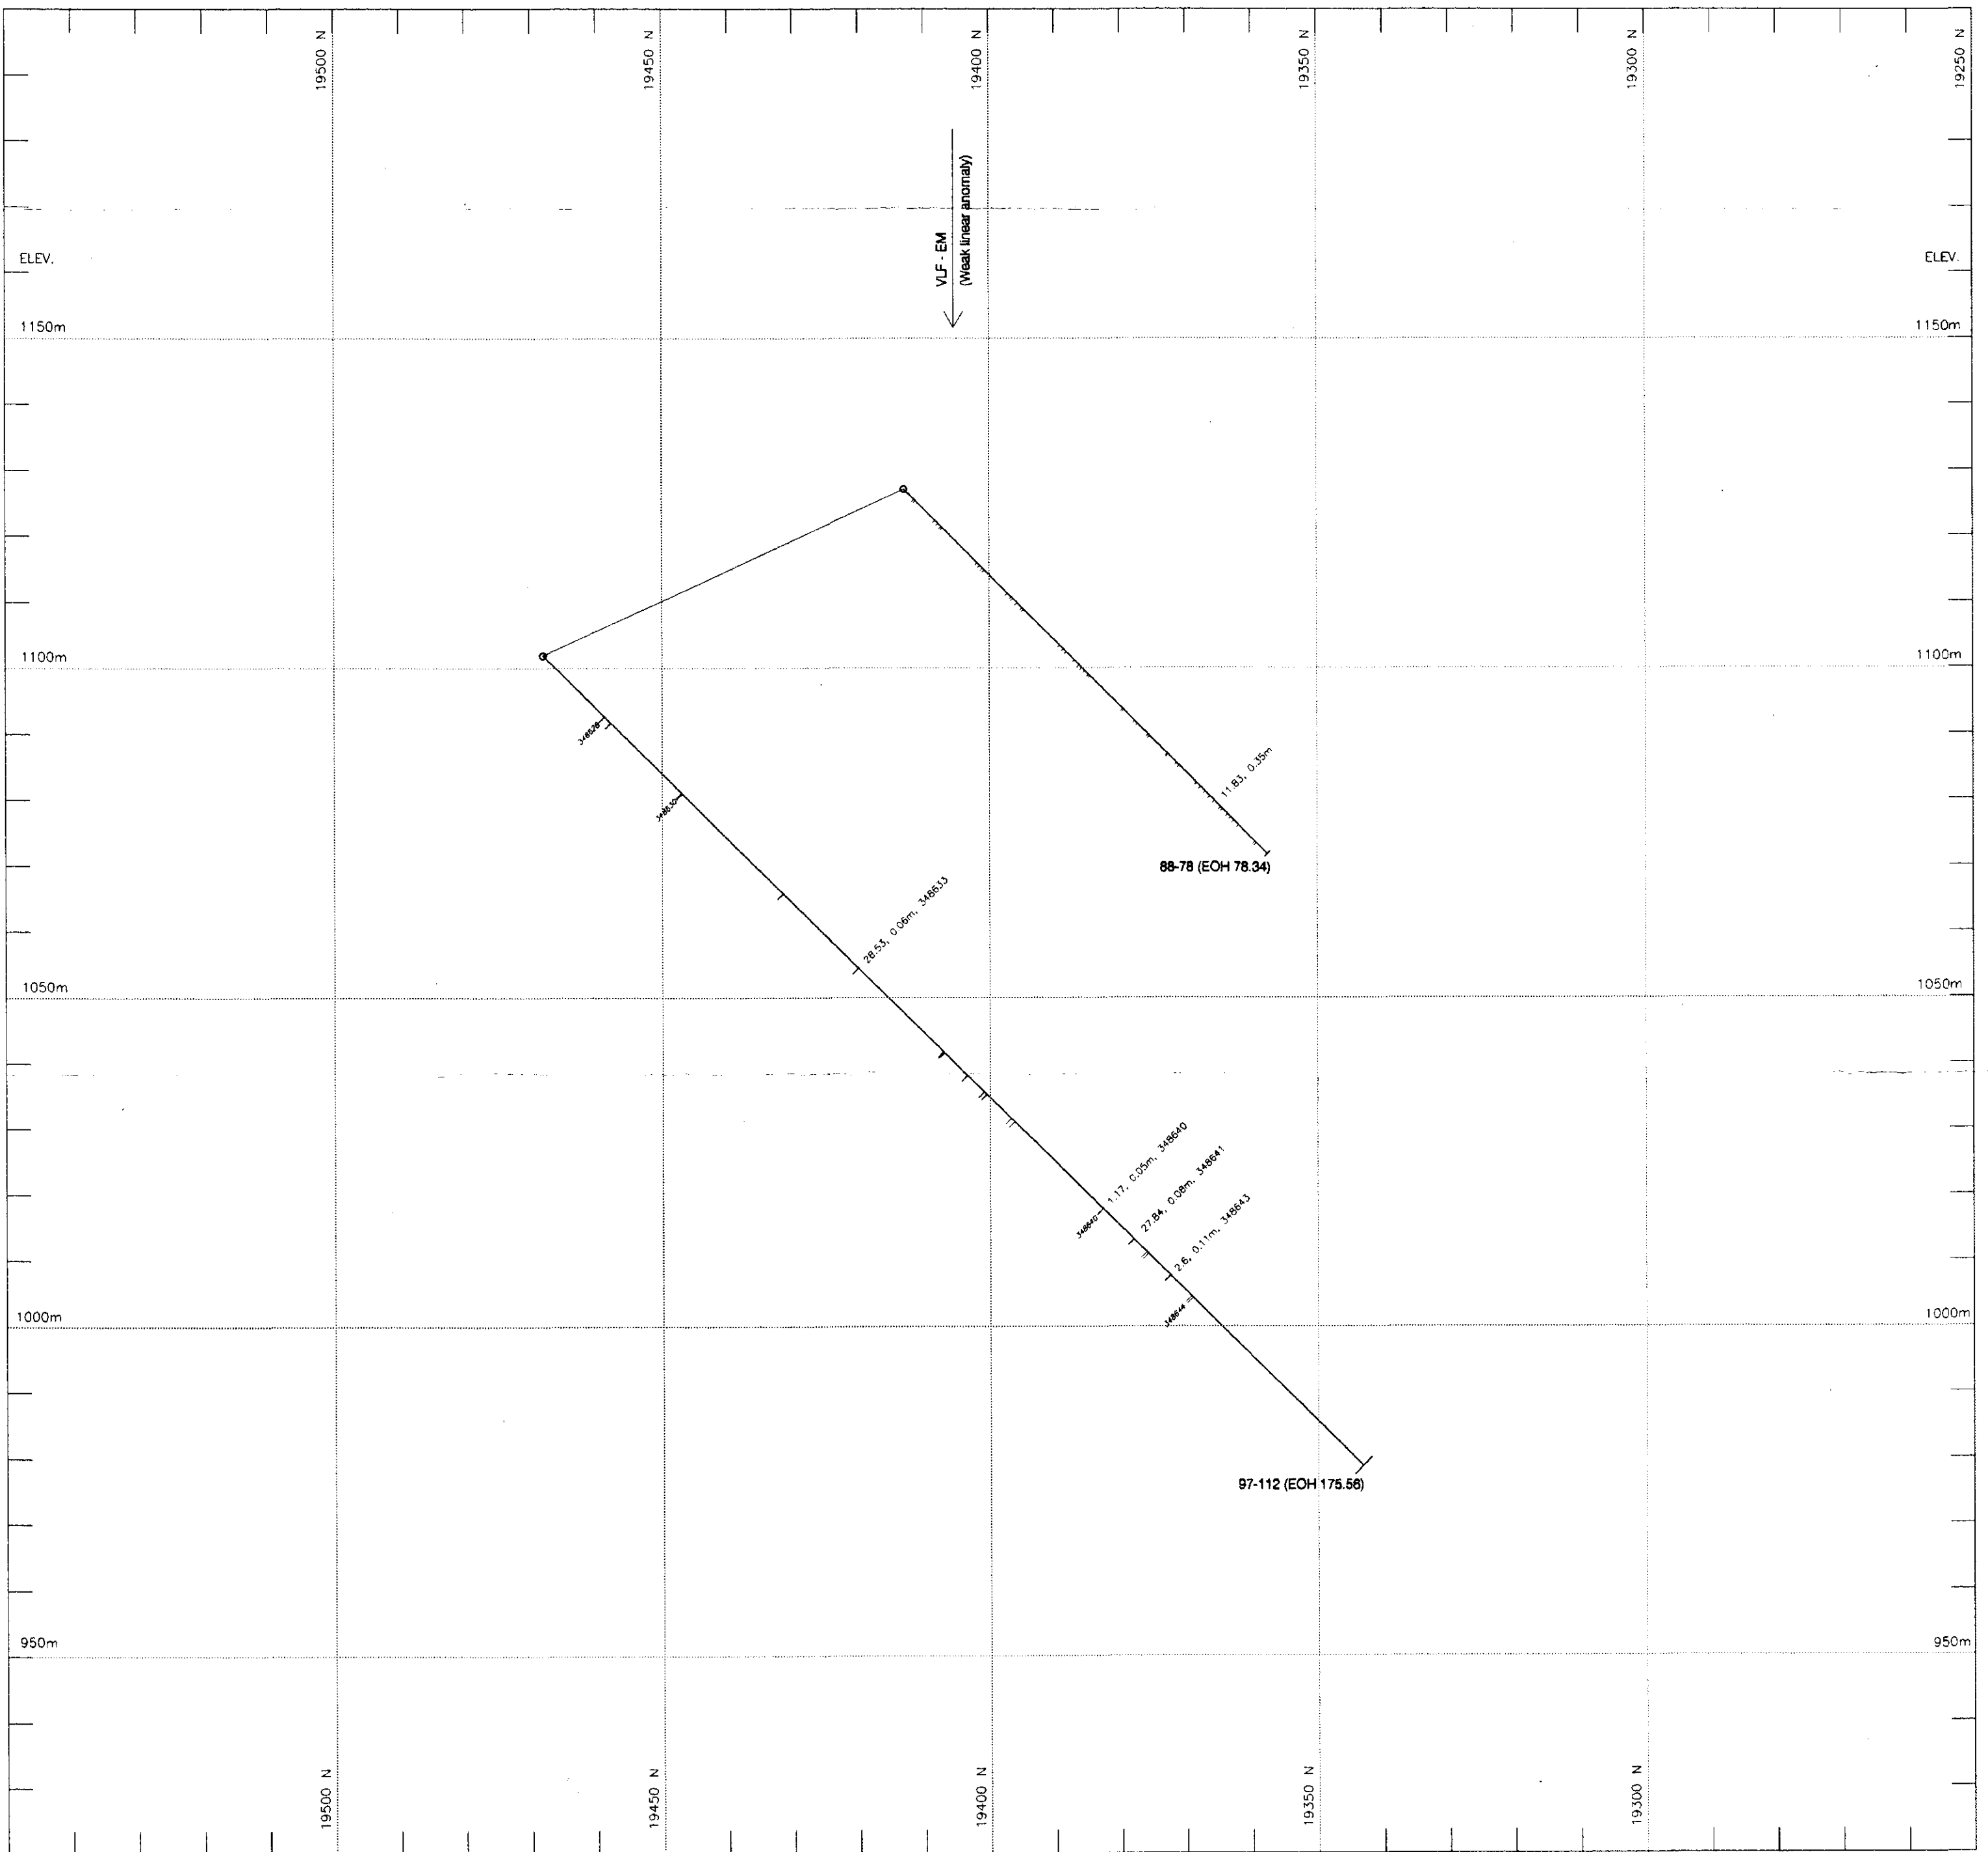 19500 N
19450 N
19400 N
19350 N
19300 N
19250 N
VLF - EM
(Weak linear anomaly)
ELEV.
ELEV.
1150m
1150m
1100m
1100m
348628
348630
11.83, 0.35m
88-78 (EOH 78.34)
28.53, 0.06m, 348633
1050m
1050m
1.17, 0.05m, 348640
348640
27.84, 0.08m, 348641
2.6, 0.11m, 348643
348644
1000m
1000m
97-112 (EOH 175.56)
950m
950m
19500 N
19450 N
19400 N
19350 N
19300 N